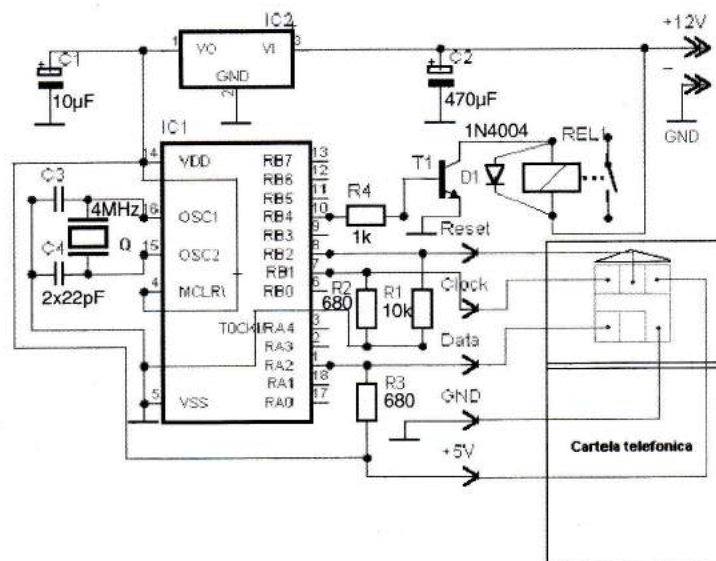 IC2
+12V
C1
10µF
1
VO
VI
3
GND
2
C2
470µF
-
GND
IC1
1N4004
REL1
T1
D1
14
VDD
RB7
13
RB6
12
RB5
11
RB4
10
RB3
9
RB2
8
RB1
7
RB0
6
C3
4MHz
16
OSC1
Q
15
OSC2
C4
2x22pF
4
MCLR\
T0CKI/RA4
3
RA3
2
RA2
1
RA1
18
RA0
17
5
VSS
R4
1k
Reset
Clock
R2
680
R1
10k
Data
R3
680
GND
+5V
Cartela telefonica